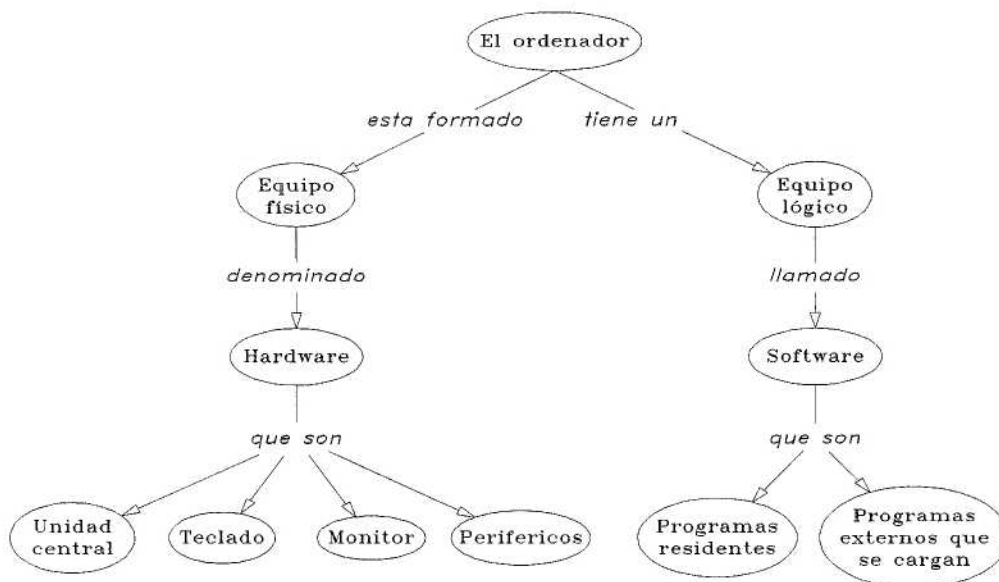 El ordenador
esta formado
tiene un
Equipo
físico
Equipo
lógico
denominado
llamado
Hardware
Software
que son
que son
Unidad
central
Teclado
Monitor
Perifericos
Programas
residentes
Programas
externos que
se cargan